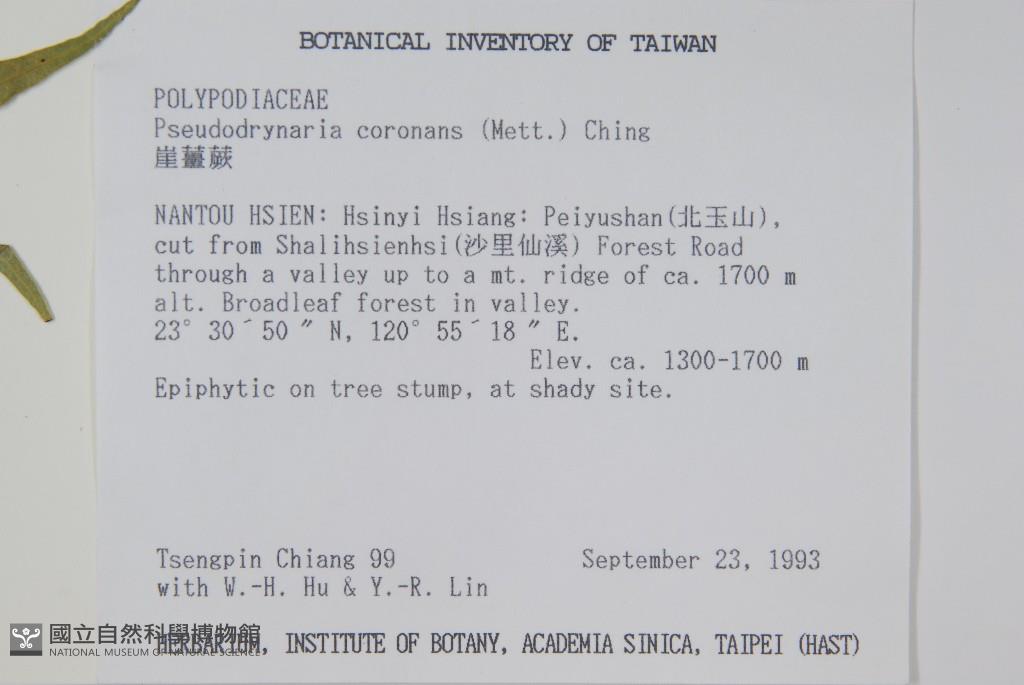 BOTANICAL INVENTORY OF TAIWAN
POLYPODIACEAE
Pseudodrynaria coronans (Mett.) Ching
崖薑蕨
NANTOU HSIEN: Hsinyi Hsiang: Peiyushan(北玉山),
cut from Shalihsienhsi(沙里仙溪) Forest Road
through a valley up to a mt. ridge of ca. 1700 m
alt. Broadleaf forest in valley.
23° 30´50 ″ N, 120° 55´18 ″ E.
Elev. ca. 1300-1700 m
Epiphytic on tree stump, at shady site.
Tsengpin Chiang 99 September 23, 1993
with W.-H. Hu & Y.-R. Lin
HERBARIUM, INSTITUTE OF BOTANY, ACADEMIA SINICA, TAIPEI (HAST)
國立自然科學博物館
NATIONAL MUSEUM OF NATURAL SCIENCE